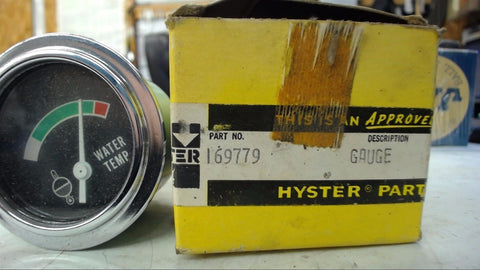 WATER
TEMP
THIS IS AN APPROVED
PART NO. DESCRIPTION
169779 GAUGE
HYSTER® PART